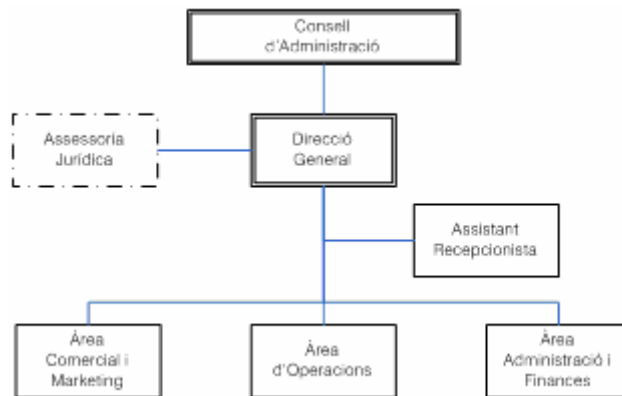 Consell
d'Administració
Assessoria
Jurídica
Direcció
General
Assistant
Recepcionista
Àrea
Comercial i
Marketing
Àrea
d'Operacions
Àrea
Administració i
Finances